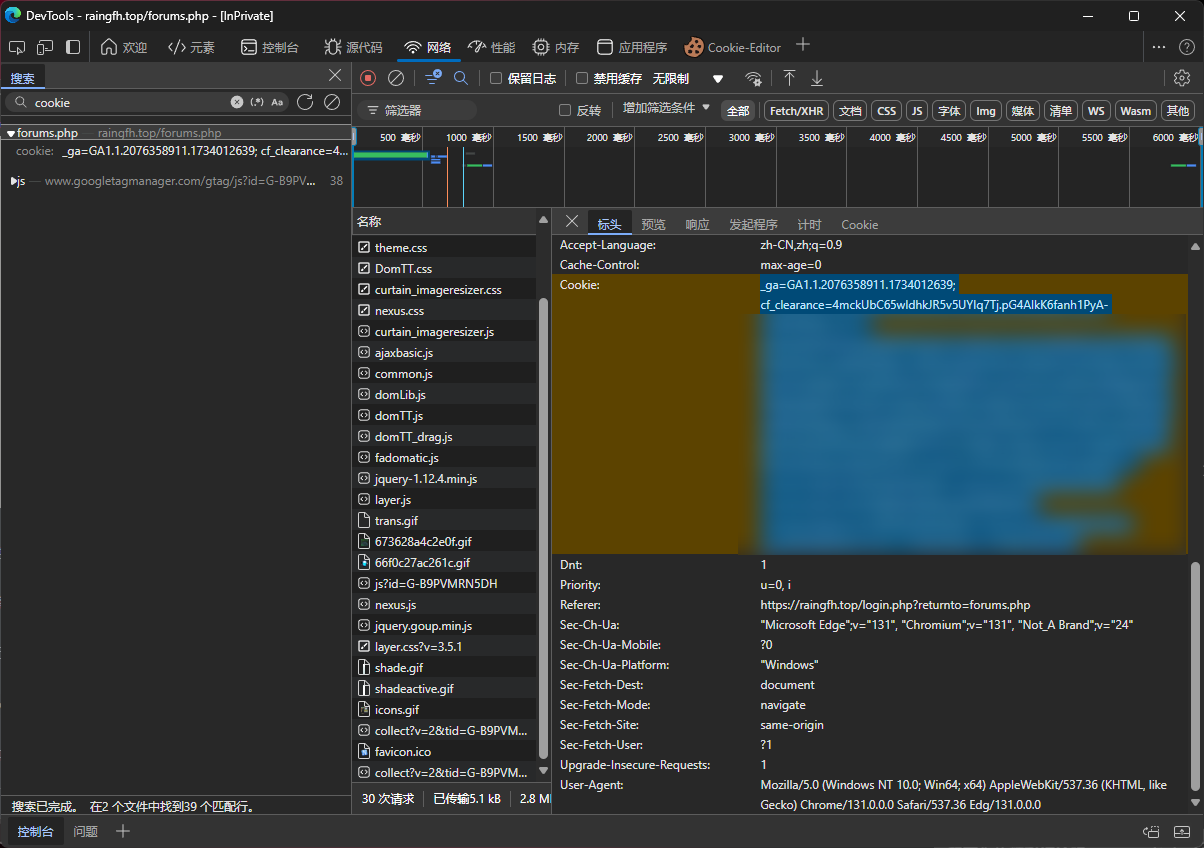 DevTools - raingfh.top/forums.php - [InPrivate]
欢迎 元素 控制台 源代码 网络 性能 内存 应用程序 Cookie-Editor
搜索
保留日志 禁用缓存 无限制
cookie
(.*) Aa
筛选器 反转 增加筛选条件 全部 Fetch/XHR 文档 CSS JS 字体 Img 媒体 清单 WS Wasm 其他
forums.php — raingfh.top/forums.php
cookie: _ga=GA1.1.2076358911.1734012639; cf_clearance=4...
js — www.googletagmanager.com/gtag/js?id=G-B9PV... 38
500 毫秒 1000 毫秒 1500 毫秒 2000 毫秒 2500 毫秒 3000 毫秒 3500 毫秒 4000 毫秒 4500 毫秒 5000 毫秒 5500 毫秒 6000 毫秒
名称
theme.css
DomTT.css
curtain_imageresizer.css
nexus.css
curtain_imageresizer.js
ajaxbasic.js
common.js
domLib.js
domTT.js
domTT_drag.js
fadomatic.js
jquery-1.12.4.min.js
layer.js
trans.gif
673628a4c2e0f.gif
66f0c27ac261c.gif
js?id=G-B9PVMRN5DH
nexus.js
jquery.goup.min.js
layer.css?v=3.5.1
shade.gif
shadeactive.gif
icons.gif
collect?v=2&tid=G-B9PVM...
favicon.ico
collect?v=2&tid=G-B9PVM...
30 次请求 已传输5.1 kB 2.8 M
标头 预览 响应 发起程序 计时 Cookie
Accept-Language: zh-CN,zh;q=0.9
Cache-Control: max-age=0
Cookie: _ga=GA1.1.2076358911.1734012639;
cf_clearance=4mckUbC65wIdhkJR5v5UYIq7Tj.pG4AIkK6fanh1PyA-
Dnt: 1
Priority: u=0, i
Referer: https://raingfh.top/login.php?returnto=forums.php
Sec-Ch-Ua: "Microsoft Edge";v="131", "Chromium";v="131", "Not_A Brand";v="24"
Sec-Ch-Ua-Mobile: ?0
Sec-Ch-Ua-Platform: "Windows"
Sec-Fetch-Dest: document
Sec-Fetch-Mode: navigate
Sec-Fetch-Site: same-origin
Sec-Fetch-User: ?1
Upgrade-Insecure-Requests: 1
User-Agent: Mozilla/5.0 (Windows NT 10.0; Win64; x64) AppleWebKit/537.36 (KHTML, like
Gecko) Chrome/131.0.0.0 Safari/537.36 Edg/131.0.0.0
搜索已完成。 在2 个文件中找到39 个匹配行。
控制台 问题